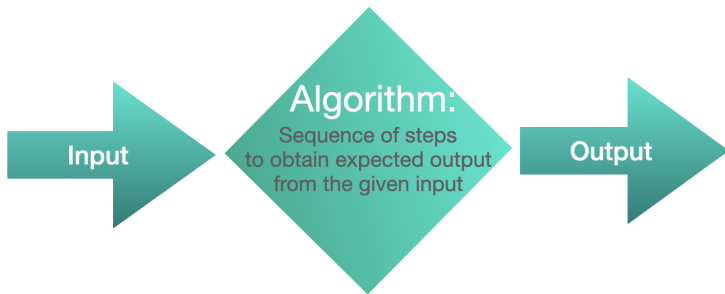 Input
Algorithm:
Sequence of steps
to obtain expected output
from the given input
Output